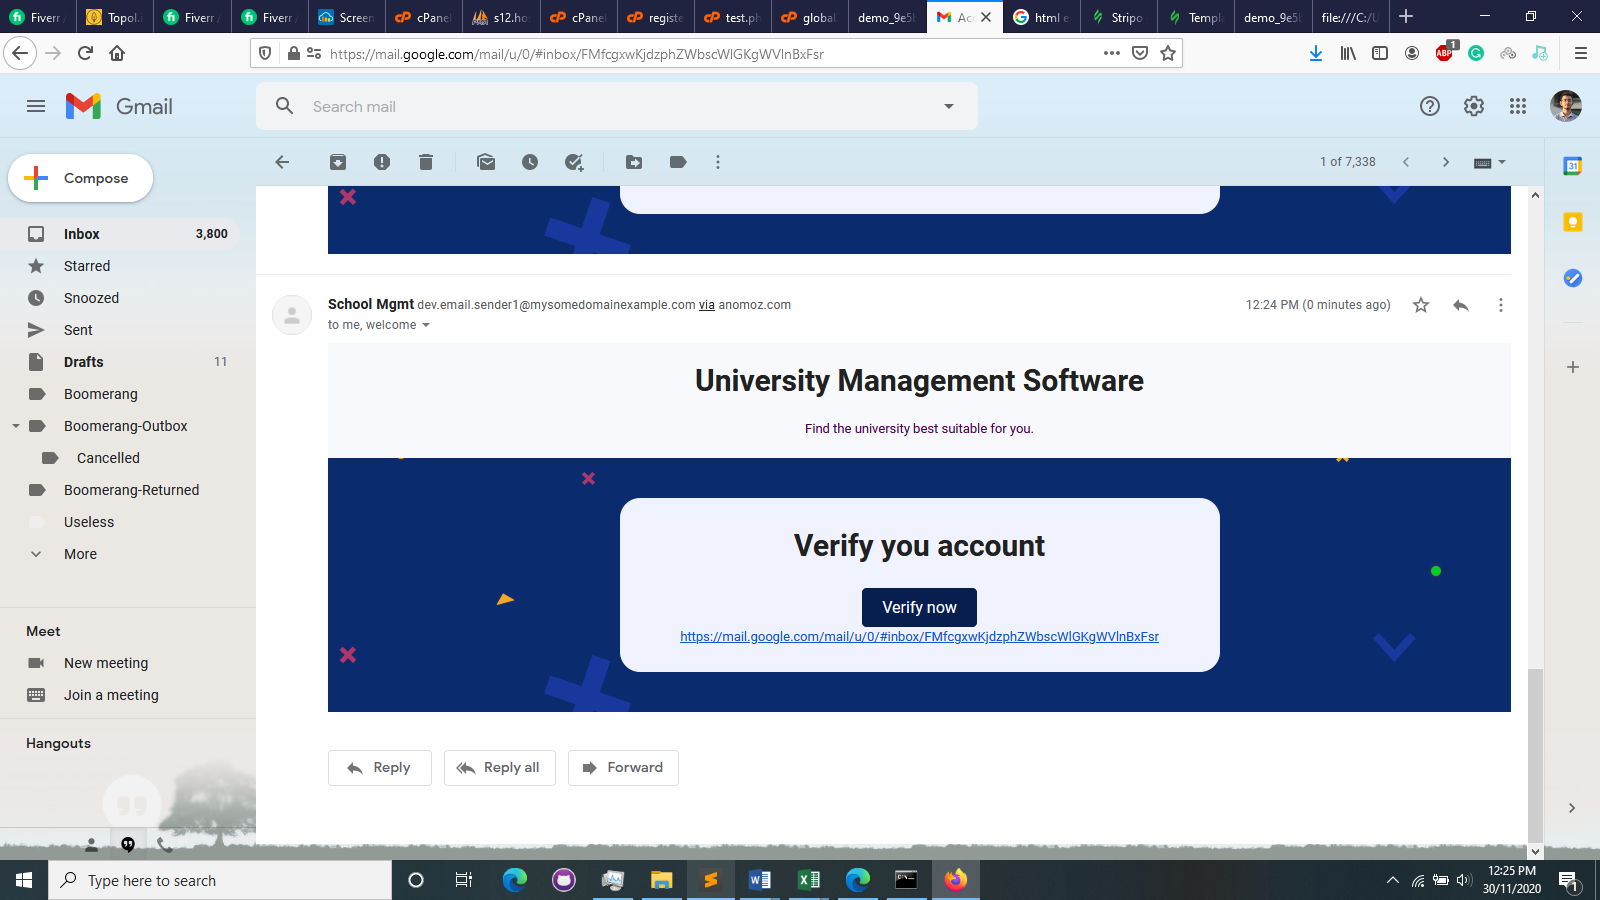 Fiverr /
Topol.i
Fiverr /
Fiverr /
Screen
cPanel
s12.ho
cPanel
registe
test.ph
global
demo_9e5
Ac
html e
Stripo
Templ
demo_9e5
file:///C:/U
https://mail.google.com/mail/u/0/#inbox/FMfcgxwKjdzphZWbscWlGKgWVlnBxFsr
ABP
1
Gmail
Search mail
Compose
1 of 7,338
31
Inbox 3,800
Starred
Snoozed
Sent
Drafts 11
Boomerang
Boomerang-Outbox
Cancelled
Boomerang-Returned
Useless
More
Meet
New meeting
Join a meeting
Hangouts
School Mgmt dev.email.sender1@mysomedomainexample.com via anomoz.com
12:24 PM (0 minutes ago)
to me, welcome
University Management Software
Find the university best suitable for you.
Verify you account
Verify now
https://mail.google.com/mail/u/0/#inbox/FMfcgxwKjdzphZWbscWlGKgWVlnBxFsr
Reply
Reply all
Forward
Type here to search
12:25 PM
30/11/2020
1